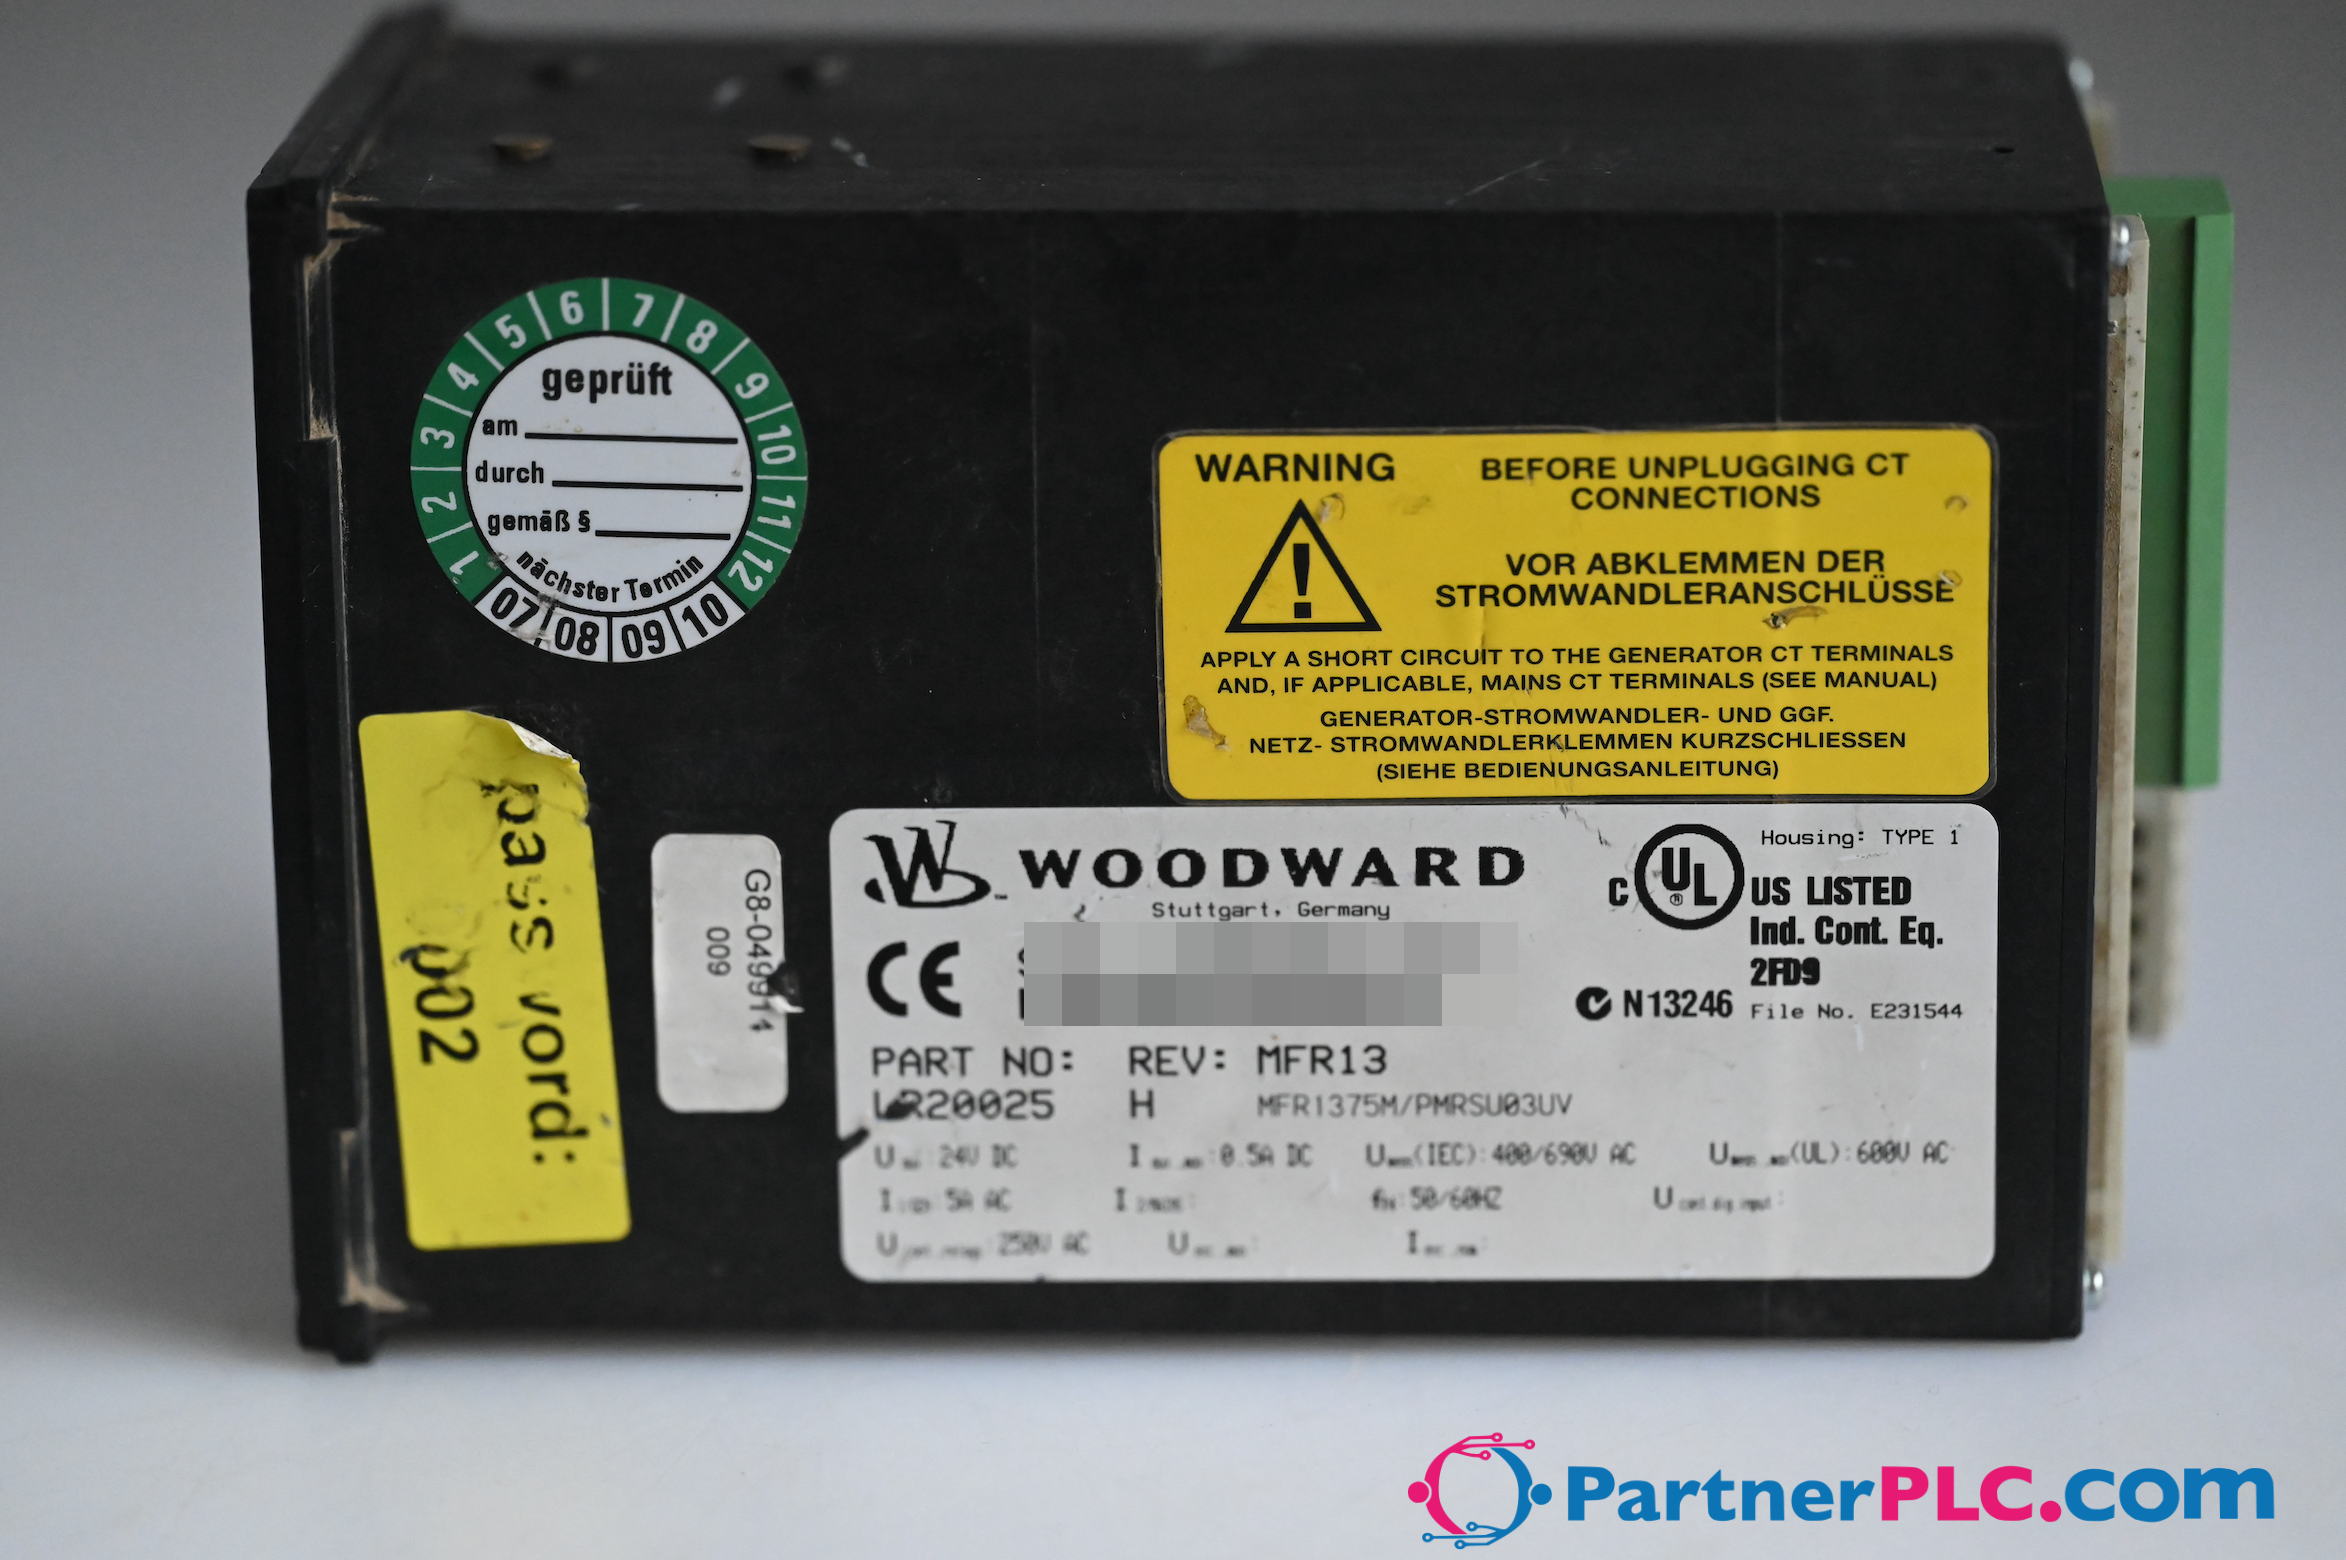 5 6 7 8
4 9
3 10
2 11
1 12
geprüft
am
durch
gemäß §
nächster Termin
07 08 09 10
WARNING
BEFORE UNPLUGGING CT
CONNECTIONS
VOR ABKLEMMEN DER
STROMWANDLERANSCHLÜSSE
APPLY A SHORT CIRCUIT TO THE GENERATOR CT TERMINALS
AND, IF APPLICABLE, MAINS CT TERMINALS (SEE MANUAL)
GENERATOR-STROMWANDLER- UND GGF.
NETZ- STROMWANDLERKLEMMEN KURZSCHLIESSEN
(SIEHE BEDIENUNGSANLEITUNG)
002
G8-049914
009
W WOODWARD
Stuttgart, Germany
CE
Housing: TYPE 1
C UL ® US LISTED
Ind. Cont. Eq.
2FD9
N13246 File No. E231544
PART NO: REV: MFR13
H MFR1375M/PMRSU03UV
U : 24V DC I : 0.5A DC U (IEC): 400/690V AC U (UL): 600V AC
I : 5A AC I : 50/60HZ U
U : 250V AC U I
PartnerPLC.com